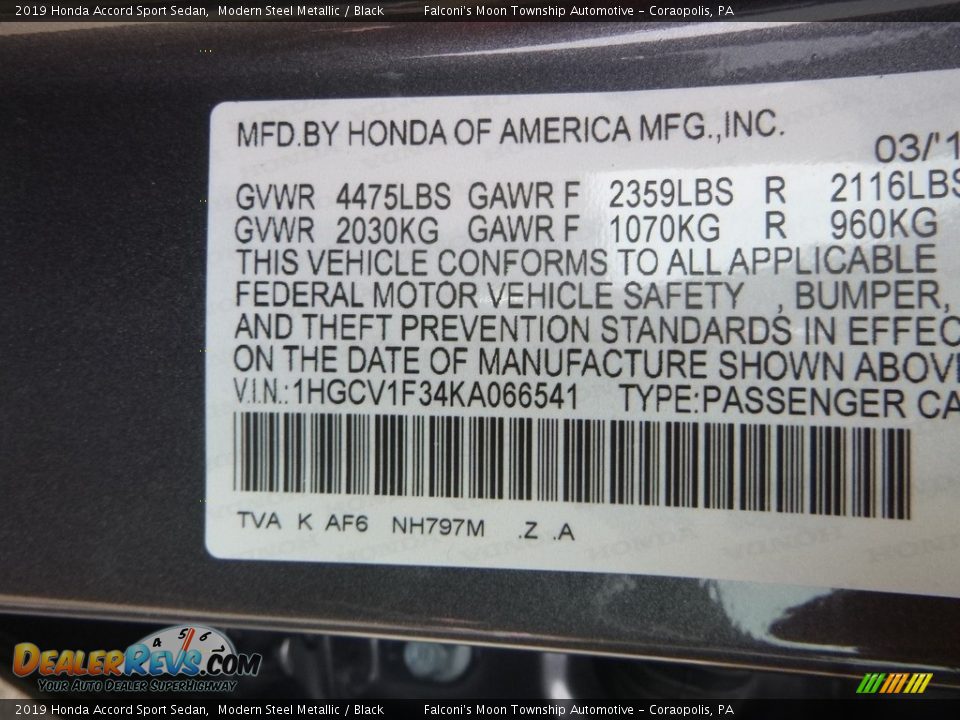 2019 Honda Accord Sport Sedan,  Modern Steel Metallic / Black  Falconi's Moon Township Automotive - Coraopolis, PA
MFD.BY HONDA OF AMERICA MFG.,INC.
03/'1
GVWR 4475LBS GAWR F 2359LBS R 2116LBS
GVWR 2030KG GAWR F 1070KG R 960KG
THIS VEHICLE CONFORMS TO ALL APPLICABLE
FEDERAL MOTOR VEHICLE SAFETY , BUMPER,
AND THEFT PREVENTION STANDARDS IN EFFEC
ON THE DATE OF MANUFACTURE SHOWN ABOV
V.I.N.:1HGCV1F34KA066541 TYPE:PASSENGER CA
TVA K AF6 NH797M .Z .A
4 5 6
DEALERREVS.COM
YOUR AUTO DEALER SUPERHIGHWAY
2019 Honda Accord Sport Sedan,  Modern Steel Metallic / Black  Falconi's Moon Township Automotive - Coraopolis, PA